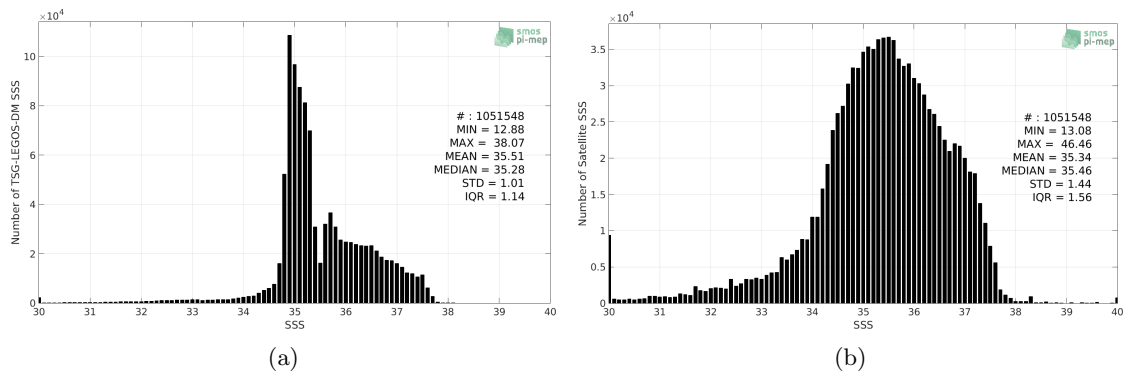 ×10⁴
smos
pi-mep
Number of TSG-LEGOS-DM SSS
10
8
6
4
2
0
# : 1051548
MIN = 12.88
MAX = 38.07
MEAN = 35.51
MEDIAN = 35.28
STD = 1.01
IQR = 1.14
30 31 32 33 34 35 36 37 38 39 40
SSS
(a)
×10⁴
smos
pi-mep
Number of Satellite SSS
3.5
3
2.5
2
1.5
1
0.5
0
# : 1051548
MIN = 13.08
MAX = 46.46
MEAN = 35.34
MEDIAN = 35.46
STD = 1.44
IQR = 1.56
30 31 32 33 34 35 36 37 38 39 40
SSS
(b)